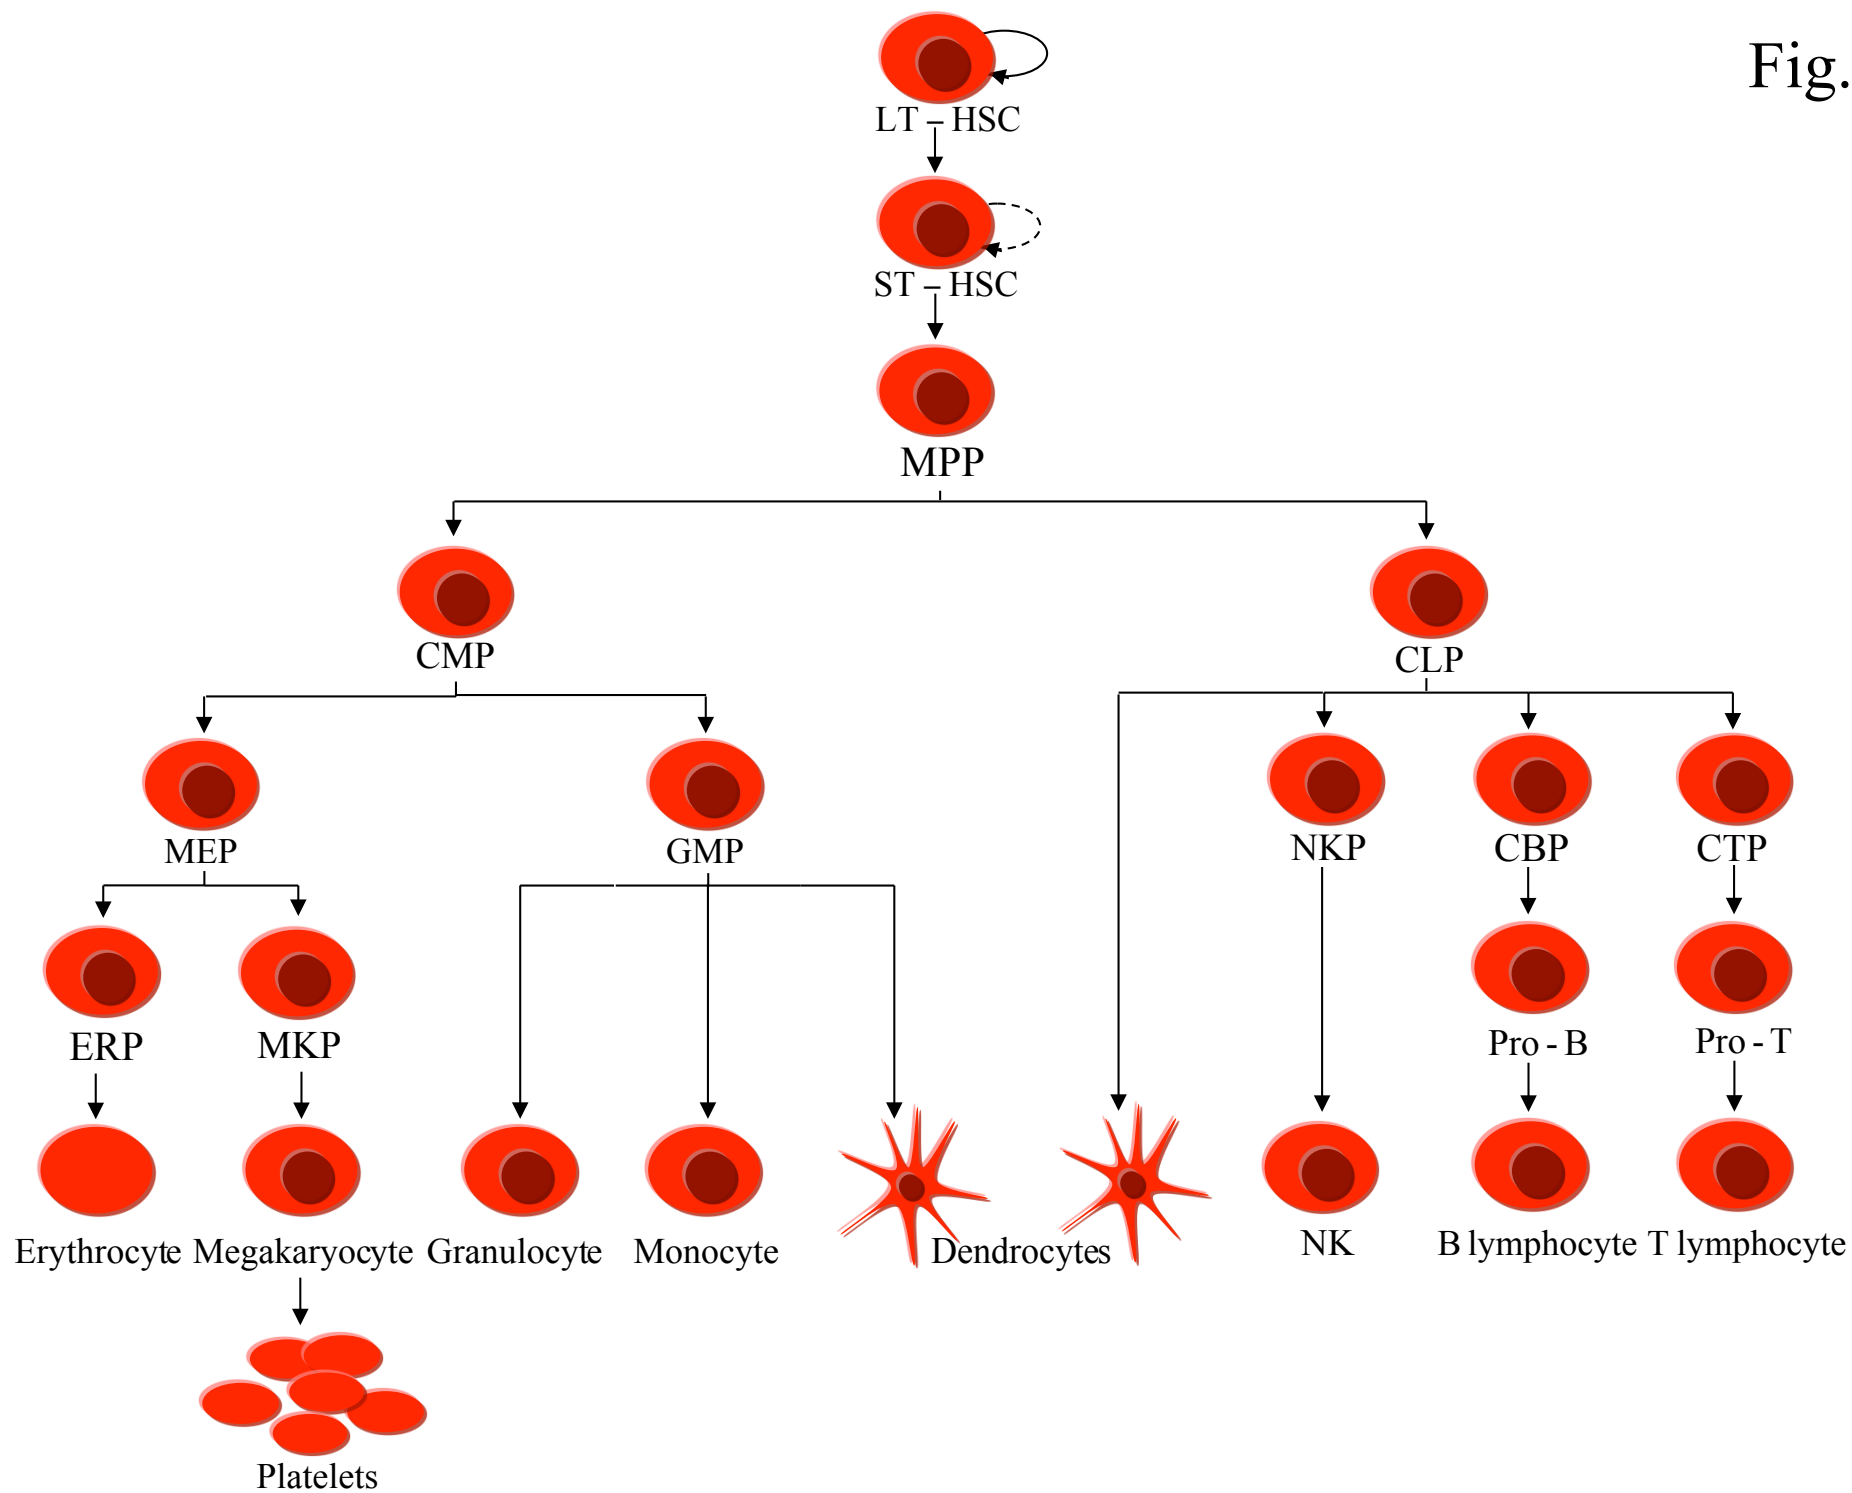 Fig.
LT – HSC
ST – HSC
MPP
CMP
CLP
MEP
GMP
NKP
CBP
CTP
ERP
MKP
Pro - B
Pro - T
Erythrocyte
Megakaryocyte
Granulocyte
Monocyte
Dendrocytes
NK
B lymphocyte
T lymphocyte
Platelets